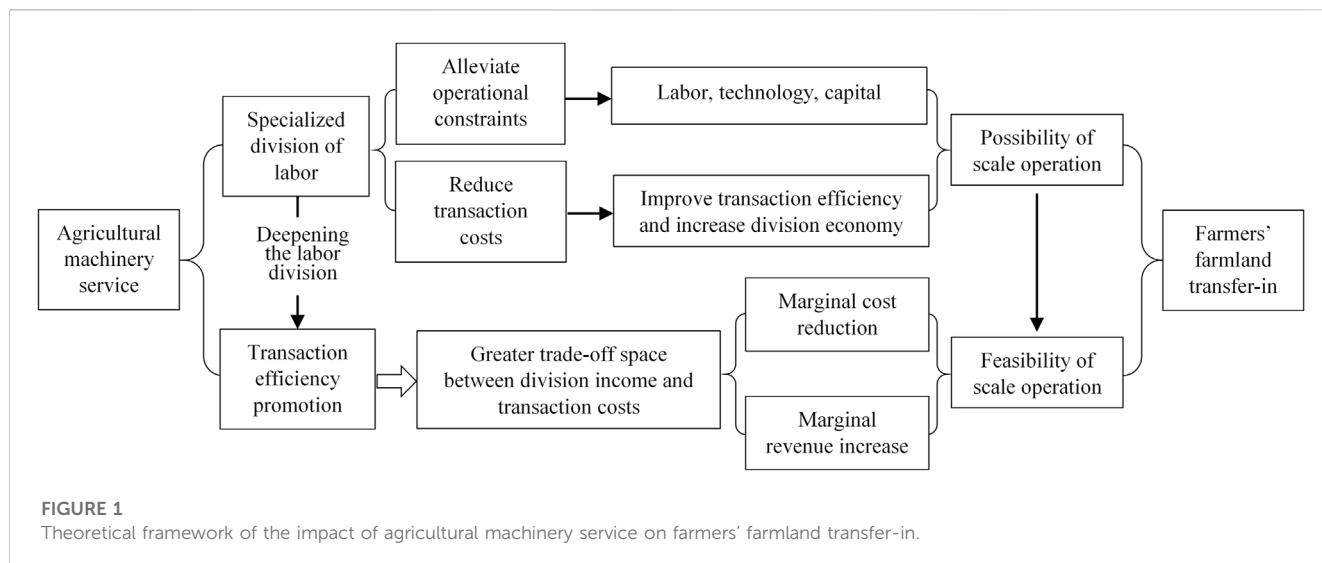 Agricultural
machinery
service
Specialized
division of
labor
Deepening
the labor
division
Transaction
efficiency
promotion
Alleviate
operational
constraints
Labor, technology, capital
Reduce
transaction
costs
Improve transaction efficiency
and increase division economy
Greater trade-off space
between division income and
transaction costs
Marginal cost
reduction
Marginal
revenue increase
Possibility of
scale operation
Feasibility of
scale operation
Farmers’
farmland
transfer-in
FIGURE 1
Theoretical framework of the impact of agricultural machinery service on farmers’ farmland transfer-in.